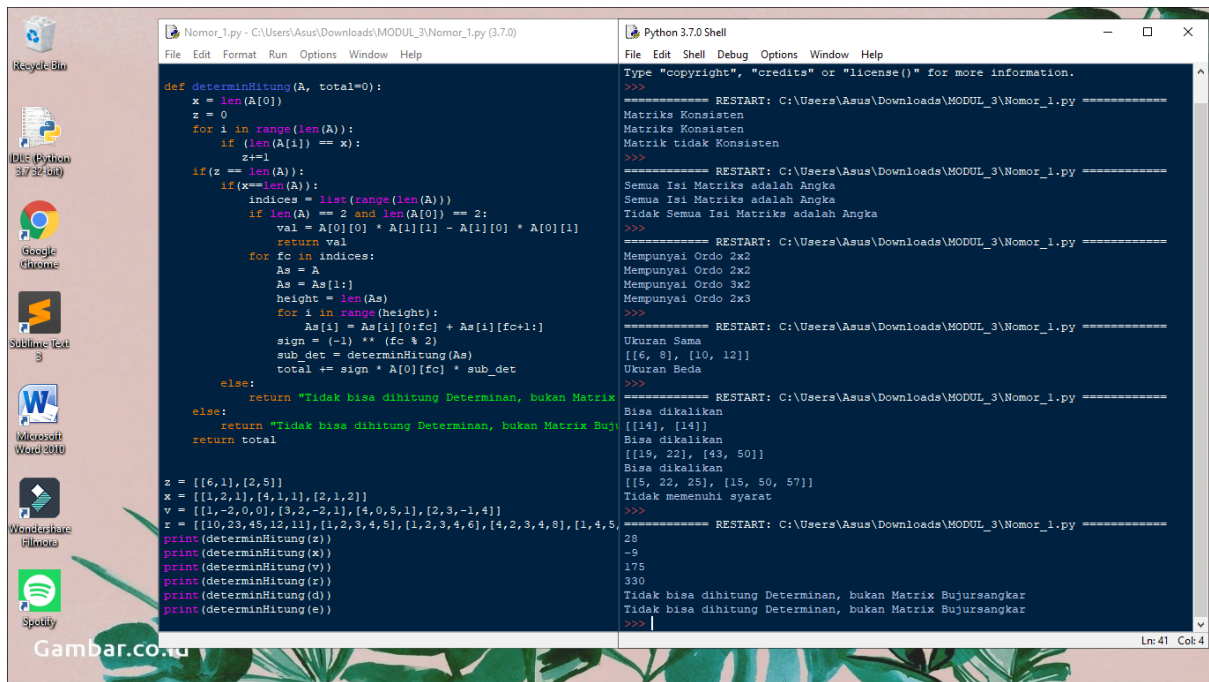 Recycle Bin
IDLE (Python
3.7 32-bit)
Google
Chrome
Sublime Text
3
Microsoft
Word 2010
Wondershare
Filmora
Spotify
Gambar.co.id
Nomor_1.py - C:\Users\Asus\Downloads\MODUL_3\Nomor_1.py (3.7.0)
File Edit Format Run Options Window Help
def determinHitung(A, total=0):
    x = len(A[0])
    z = 0
    for i in range(len(A)):
        if (len(A[i]) == x):
           z+=1
    if(z == len(A)):
        if(x==len(A)):
            indices = list(range(len(A)))
            if len(A) == 2 and len(A[0]) == 2:
                val = A[0][0] * A[1][1] - A[1][0] * A[0][1]
                return val
            for fc in indices:
                As = A
                As = As[1:]
                height = len(As)
                for i in range(height):
                    As[i] = As[i][0:fc] + As[i][fc+1:]
                sign = (-1) ** (fc % 2)
                sub_det = determinHitung(As)
                total += sign * A[0][fc] * sub_det
        else:
            return "Tidak bisa dihitung Determinan, bukan Matrix
    else:
        return "Tidak bisa dihitung Determinan, bukan Matrix Buju
    return total
z = [[6,1],[2,5]]
x = [[1,2,1],[4,1,1],[2,1,2]]
v = [[1,-2,0,0],[3,2,-2,1],[4,0,5,1],[2,3,-1,4]]
r = [[10,23,45,12,11],[1,2,3,4,5],[1,2,3,4,6],[4,2,3,4,8],[1,4,5,
print(determinHitung(z))
print(determinHitung(x))
print(determinHitung(v))
print(determinHitung(r))
print(determinHitung(d))
print(determinHitung(e))
Python 3.7.0 Shell
File Edit Shell Debug Options Window Help
Type "copyright", "credits" or "license()" for more information.
>>>
============ RESTART: C:\Users\Asus\Downloads\MODUL_3\Nomor_1.py ============
Matriks Konsisten
Matriks Konsisten
Matrik tidak Konsisten
>>>
============ RESTART: C:\Users\Asus\Downloads\MODUL_3\Nomor_1.py ============
Semua Isi Matriks adalah Angka
Semua Isi Matriks adalah Angka
Tidak Semua Isi Matriks adalah Angka
>>>
============ RESTART: C:\Users\Asus\Downloads\MODUL_3\Nomor_1.py ============
Mempunyai Ordo 2x2
Mempunyai Ordo 2x2
Mempunyai Ordo 3x2
Mempunyai Ordo 2x3
>>>
============ RESTART: C:\Users\Asus\Downloads\MODUL_3\Nomor_1.py ============
Ukuran Sama
[[6, 8], [10, 12]]
Ukuran Beda
>>>
============ RESTART: C:\Users\Asus\Downloads\MODUL_3\Nomor_1.py ============
Bisa dikalikan
[[14], [14]]
Bisa dikalikan
[[19, 22], [43, 50]]
Bisa dikalikan
[[5, 22, 25], [15, 50, 57]]
Tidak memenuhi syarat
>>>
============ RESTART: C:\Users\Asus\Downloads\MODUL_3\Nomor_1.py ============
28
-9
175
330
Tidak bisa dihitung Determinan, bukan Matrix Bujursangkar
Tidak bisa dihitung Determinan, bukan Matrix Bujursangkar
>>>
Ln: 41 Col: 4